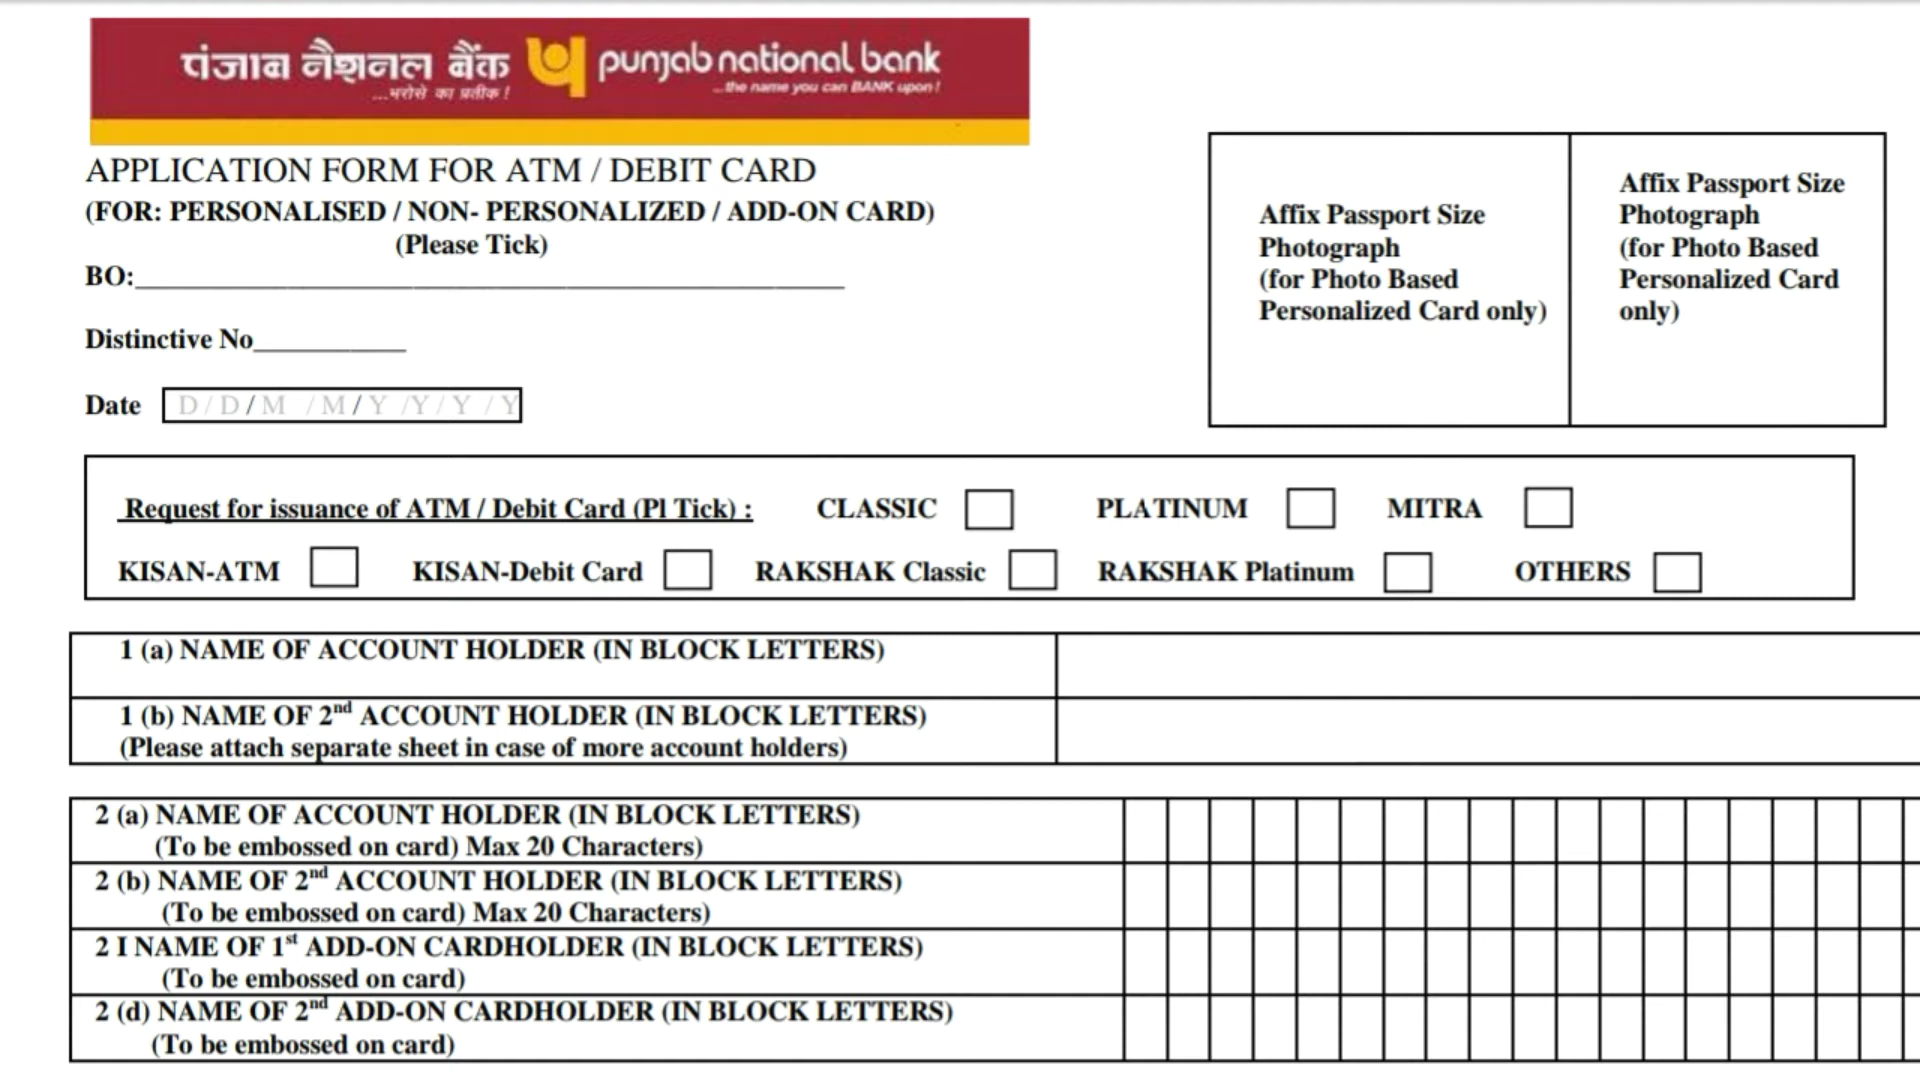 पंजाब नैशनल बैंक punjab national bank
...भरोसे का प्रतीक! ...the name you can BANK upon!
APPLICATION FORM FOR ATM / DEBIT CARD
(FOR: PERSONALISED / NON- PERSONALIZED / ADD-ON CARD)
(Please Tick)
BO:
Distinctive No
Date D/D/M /M/Y /Y/Y /Y
Affix Passport Size
Photograph
(for Photo Based
Personalized Card only)
Affix Passport Size
Photograph
(for Photo Based
Personalized Card
only)
Request for issuance of ATM / Debit Card (Pl Tick) : CLASSIC PLATINUM MITRA
KISAN-ATM KISAN-Debit Card RAKSHAK Classic RAKSHAK Platinum OTHERS
1 (a) NAME OF ACCOUNT HOLDER (IN BLOCK LETTERS)
1 (b) NAME OF 2nd ACCOUNT HOLDER (IN BLOCK LETTERS)
(Please attach separate sheet in case of more account holders)
2 (a) NAME OF ACCOUNT HOLDER (IN BLOCK LETTERS)
(To be embossed on card) Max 20 Characters)
2 (b) NAME OF 2nd ACCOUNT HOLDER (IN BLOCK LETTERS)
(To be embossed on card) Max 20 Characters)
2 I NAME OF 1st ADD-ON CARDHOLDER (IN BLOCK LETTERS)
(To be embossed on card)
2 (d) NAME OF 2nd ADD-ON CARDHOLDER (IN BLOCK LETTERS)
(To be embossed on card)